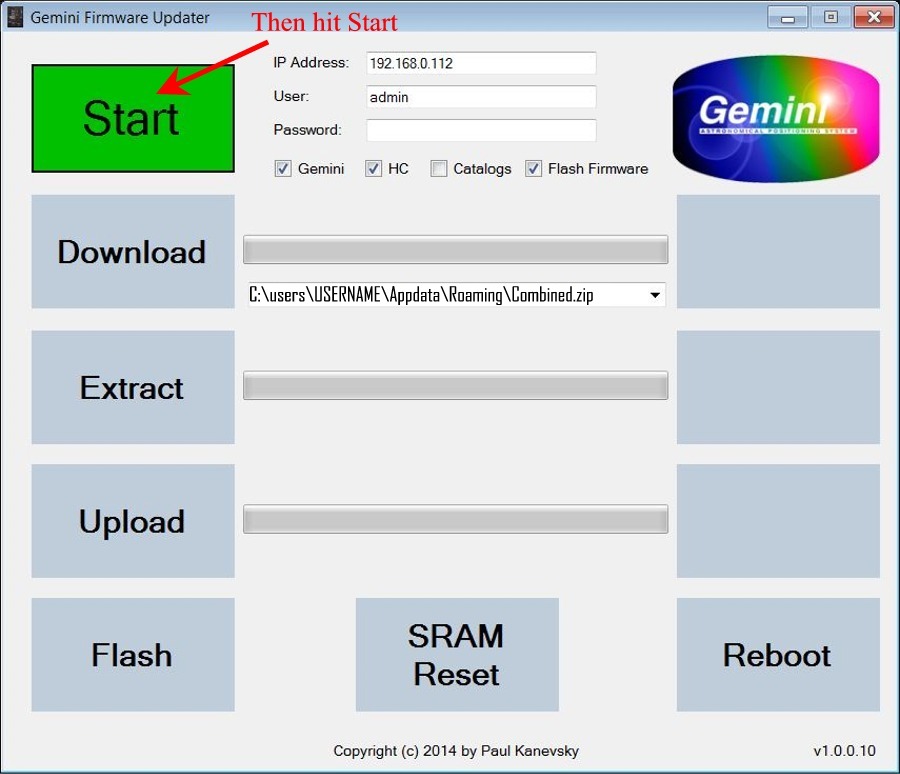 Gemini Firmware Updater
Then hit Start
Start
IP Address: 192.168.0.112
User: admin
Password:
Gemini HC Catalogs Flash Firmware
Gemini
ASTRONOMICAL POSITIONING SYSTEM
Download
C:\users\USERNAME\Appdata\Roaming\Combined.zip
Extract
Upload
Flash
SRAM
Reset
Reboot
Copyright (c) 2014 by Paul Kanevsky
v1.0.0.10